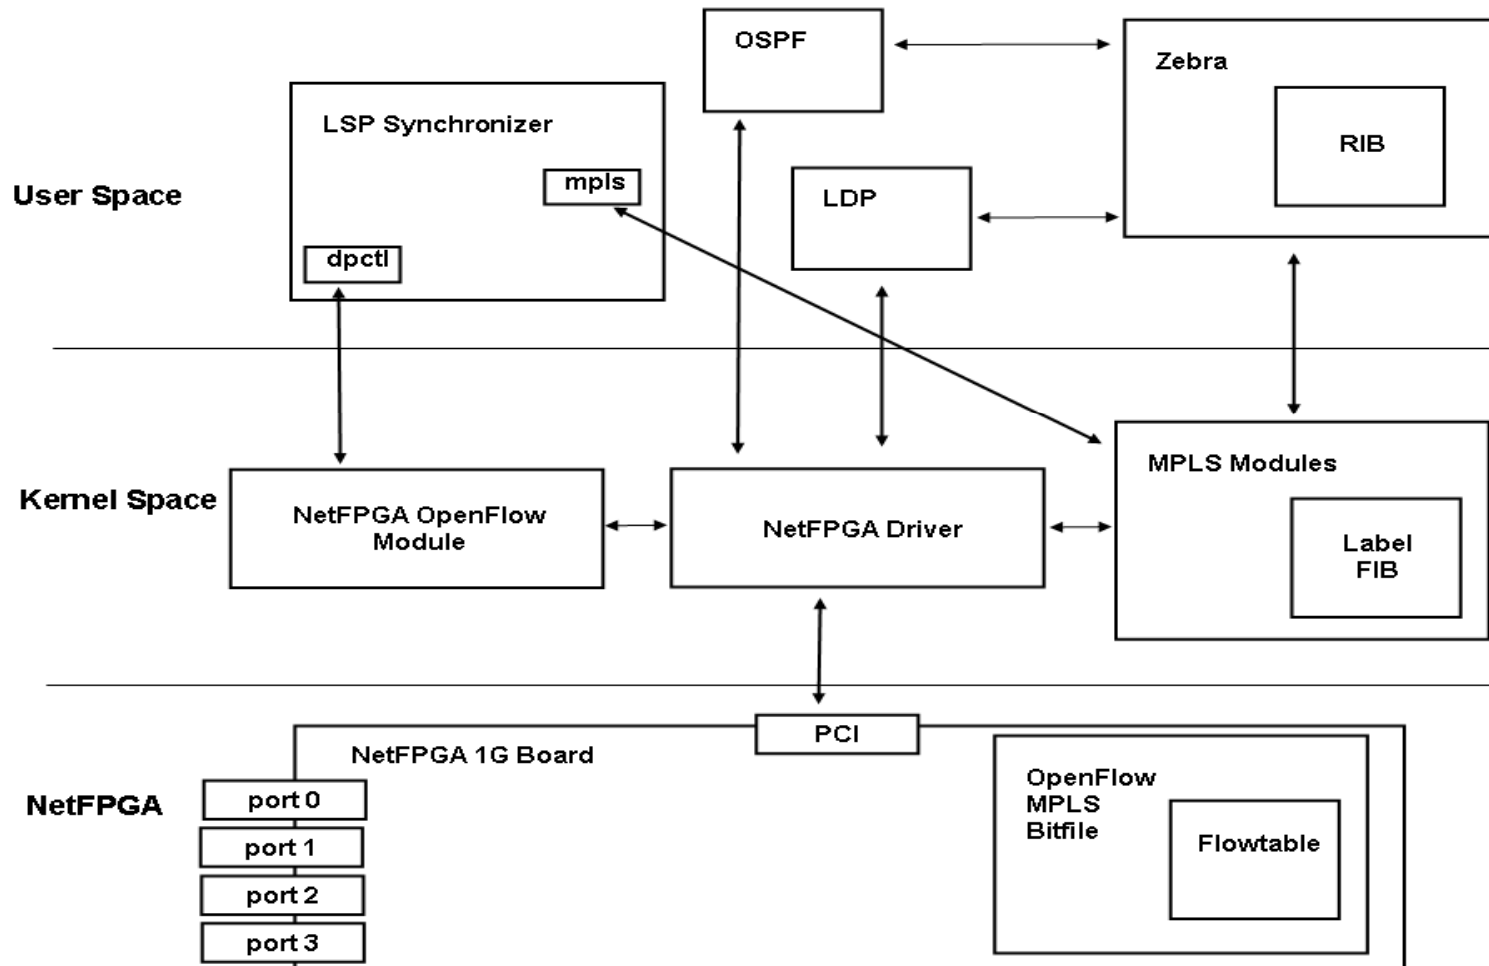 OSPF
Zebra
LSP Synchronizer
RIB
mpls
User Space
LDP
dpctl
MPLS Modules
Kernel Space
NetFPGA OpenFlow
Module
NetFPGA Driver
Label
FIB
PCI
NetFPGA 1G Board
OpenFlow
MPLS
Bitfile
NetFPGA
port 0
port 1
port 2
port 3
Flowtable